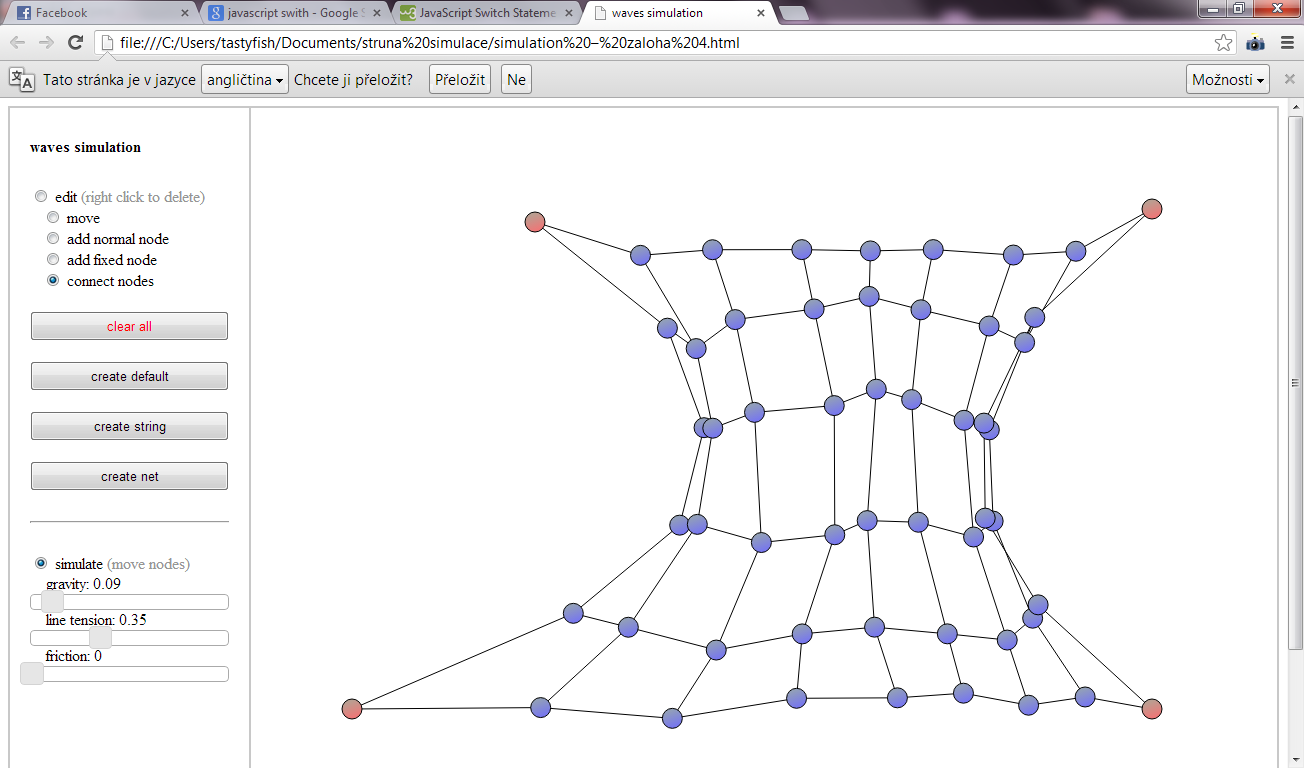 Facebook
javascript swith - Google S
JavaScript Switch Stateme
waves simulation
file:///C:/Users/tastyfish/Documents/struna%20simulace/simulation%20–%20zaloha%204.html
Tato stránka je v jazyce angličtina Chcete ji přeložit? Přeložit Ne Možnosti
waves simulation
edit (right click to delete)
move
add normal node
add fixed node
connect nodes
clear all
create default
create string
create net
simulate (move nodes)
gravity: 0.09
line tension: 0.35
friction: 0